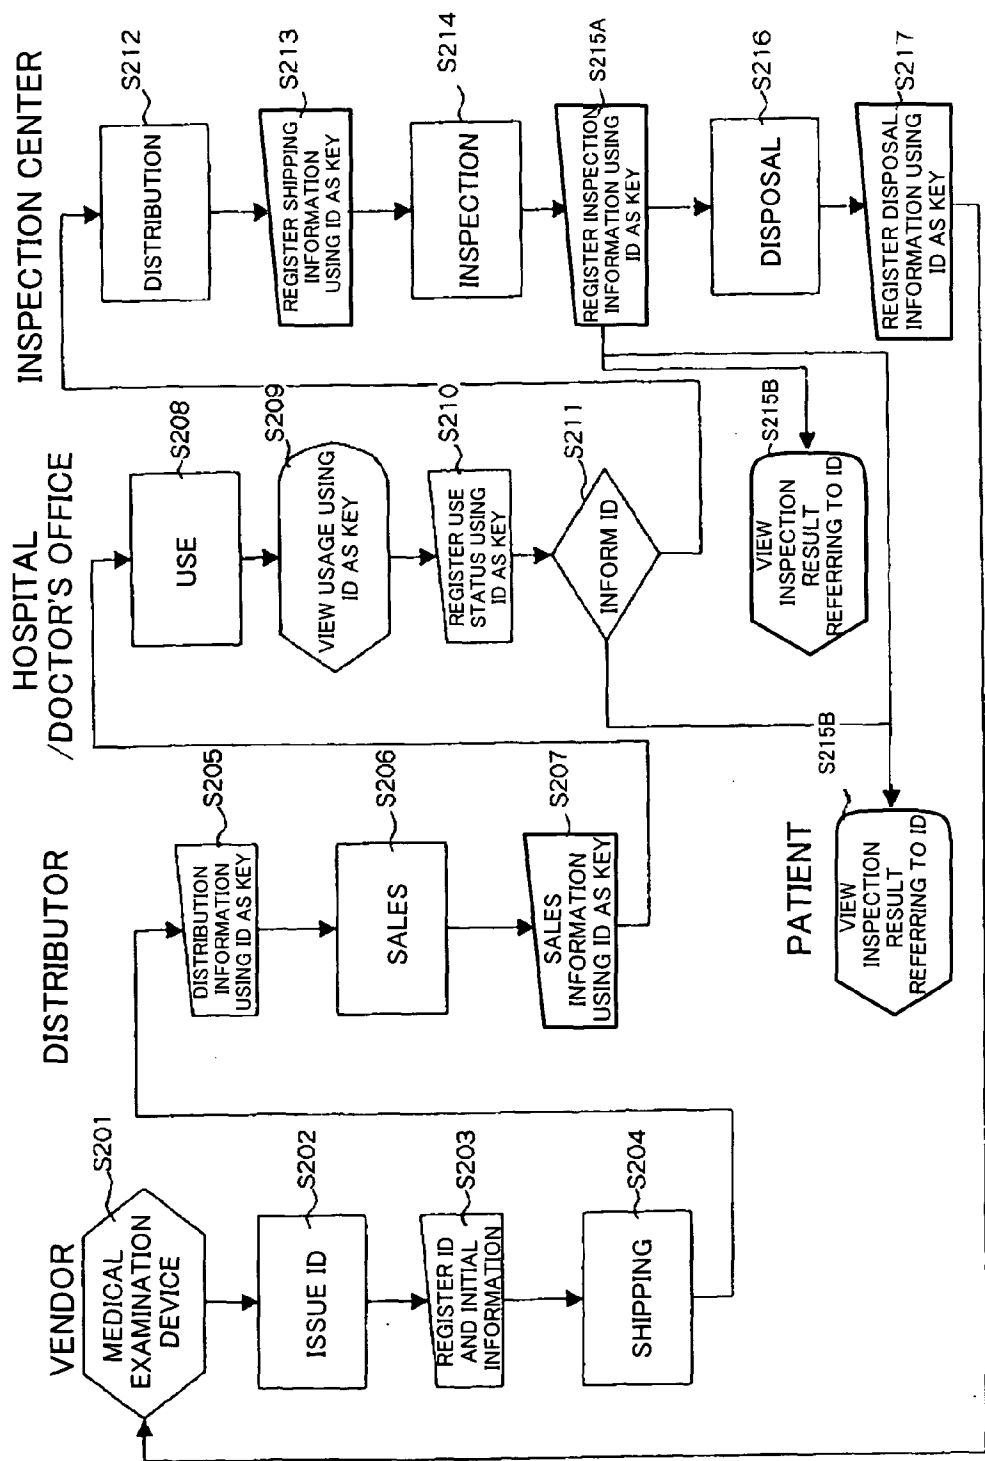 VENDOR
S201
MEDICAL
EXAMINATION
DEVICE
S202
ISSUE ID
S203
REGISTER ID
AND INITIAL
INFORMATION
S204
SHIPPING
DISTRIBUTOR
S205
DISTRIBUTION
INFORMATION
USING ID AS KEY
S206
SALES
S207
SALES
INFORMATION
USING ID AS KEY
HOSPITAL
/DOCTOR'S OFFICE
S208
USE
S209
VIEW USAGE USING
ID AS KEY
S210
REGISTER USE
STATUS USING
ID AS KEY
S211
INFORM ID
S215B
VIEW
INSPECTION
RESULT
REFERRING TO ID
PATIENT
S215B
VIEW
INSPECTION
RESULT
REFERRING TO ID
INSPECTION CENTER
S212
DISTRIBUTION
S213
REGISTER SHIPPING
INFORMATION
USING ID AS KEY
S214
INSPECTION
S215A
REGISTER INSPECTION
INFORMATION USING
ID AS KEY
S216
DISPOSAL
S217
REGISTER DISPOSAL
INFORMATION USING
ID AS KEY